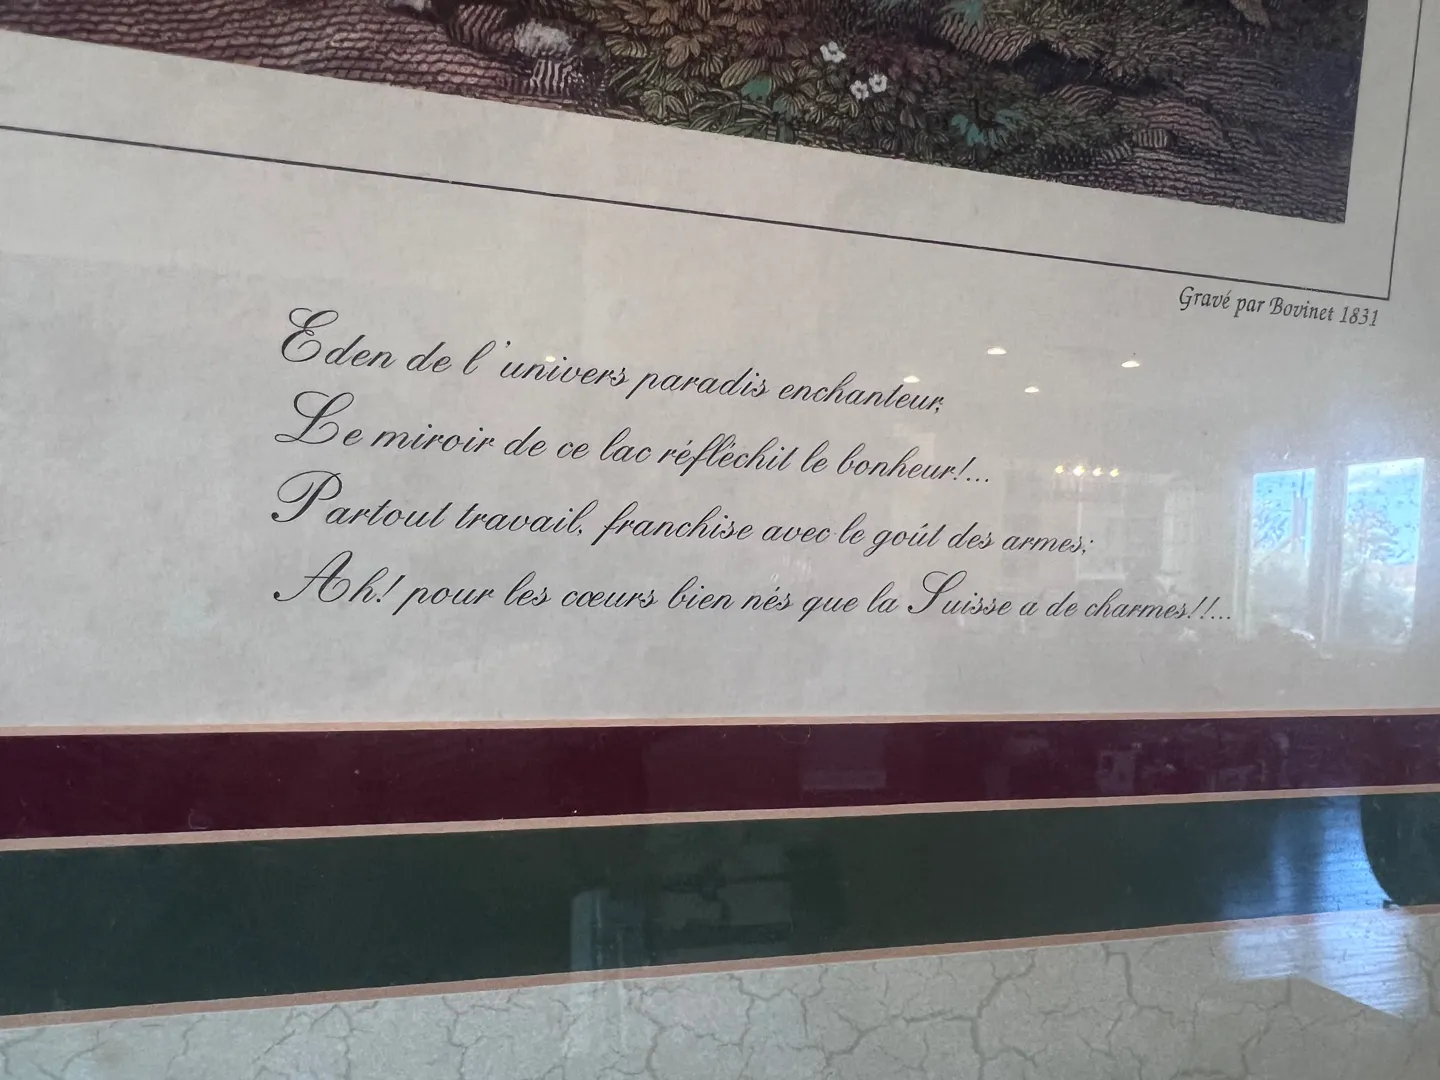 Gravé par Bovinet 1831
Eden de l'univers paradis enchanteur,
Le miroir de ce lac réfléchit le bonheur!...
Partout travail, franchise avec le goût des armes;
Ah! pour les cœurs bien nés que la Suisse a de charmes!!...